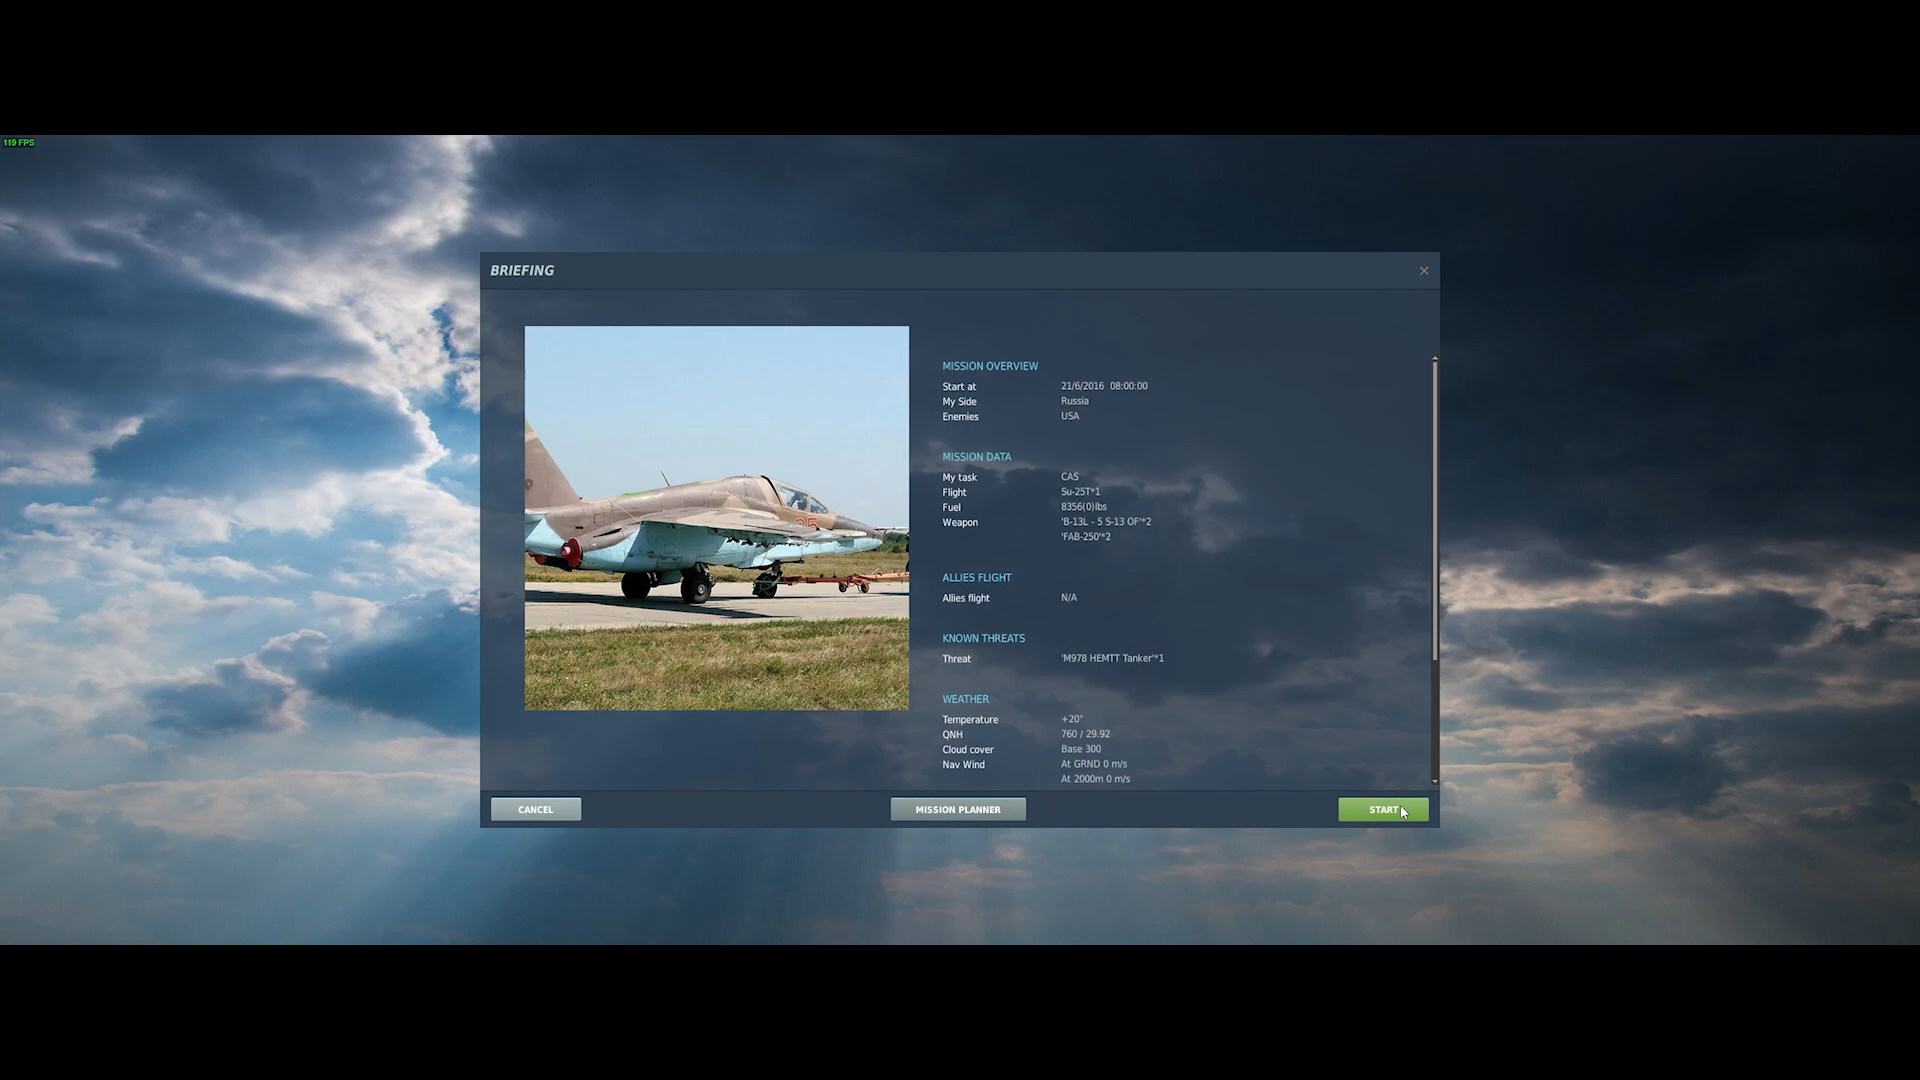 119 FPS
BRIEFING
MISSION OVERVIEW
Start at 21/6/2016 08:00:00
My Side Russia
Enemies USA
MISSION DATA
My task CAS
Flight Su-25T*1
Fuel 8356(0)lbs
Weapon 'B-13L - 5 S-13 OF'*2
'FAB-250'*2
ALLIES FLIGHT
Allies flight N/A
KNOWN THREATS
Threat 'M978 HEMTT Tanker'*1
WEATHER
Temperature +20°
QNH 760 / 29.92
Cloud cover Base 300
Nav Wind At GRND 0 m/s
At 2000m 0 m/s
CANCEL MISSION PLANNER START